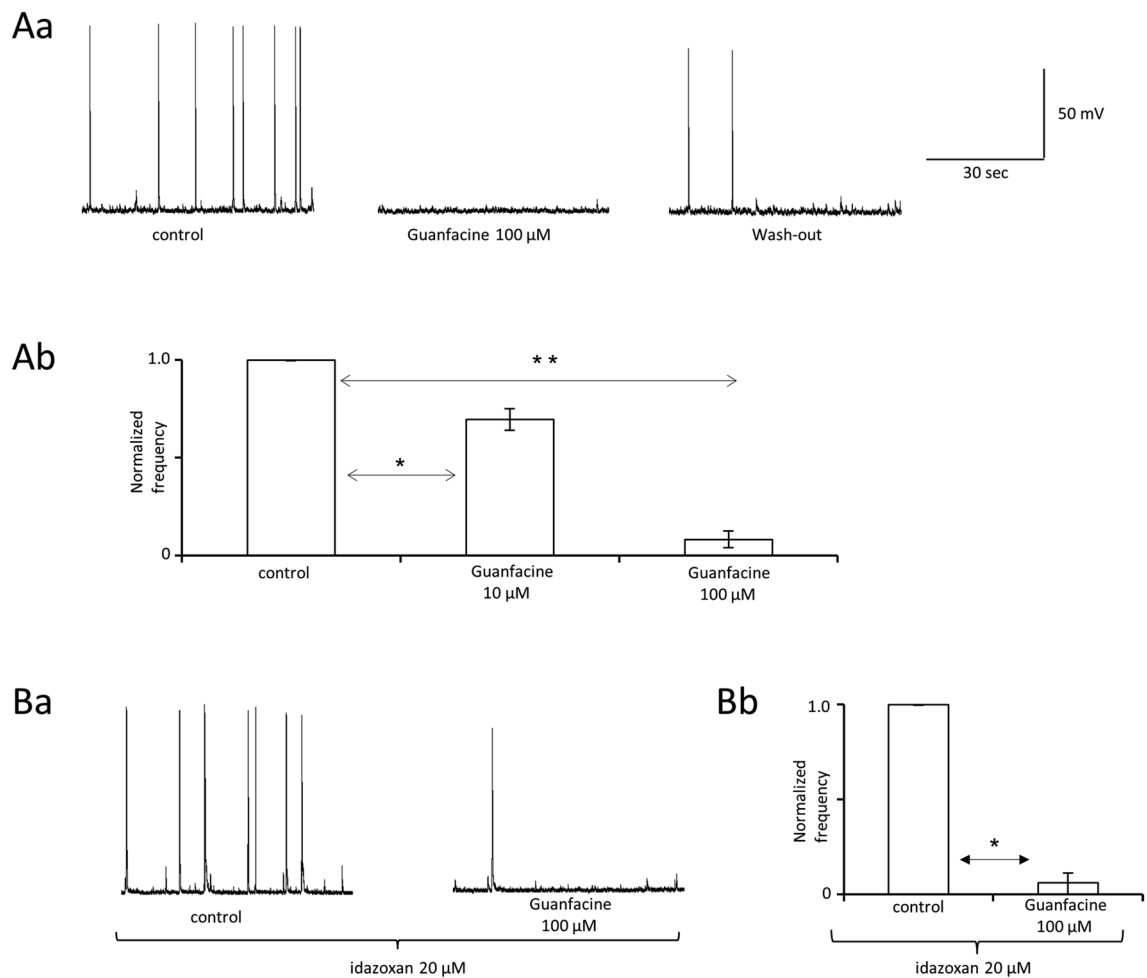 Aa
50 mV
30 sec
control
Guanfacine 100 µM
Wash-out
Ab
1.0
* *
Normalized
frequency
*
0
control
Guanfacine
10 µM
Guanfacine
100 µM
Ba
control
Guanfacine
100 µM
idazoxan 20 µM
Bb
1.0
Normalized
frequency
*
0
control
Guanfacine
100 µM
idazoxan 20 µM